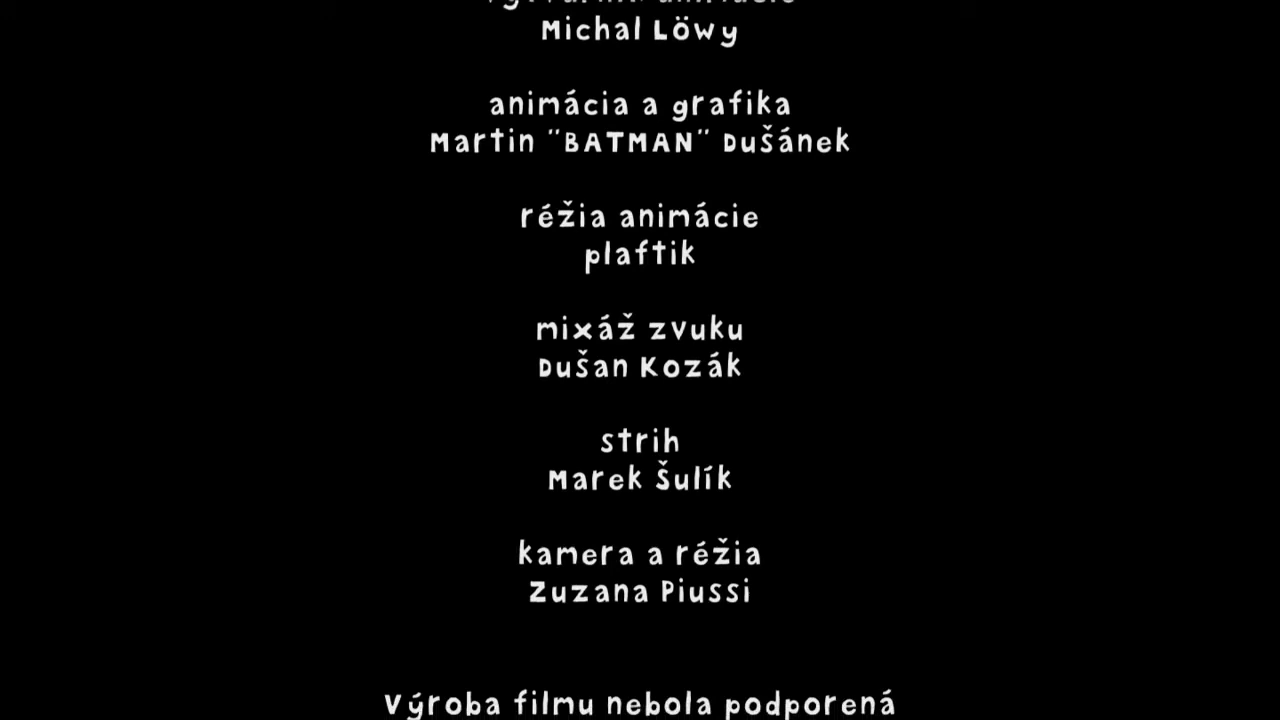 Michal Löwy
animácia a grafika
Martin "BATMAN" Dušánek
réžia animácie
plaftik
mixáž zvuku
Dušan Kozák
strih
Marek Šulík
kamera a réžia
Zuzana Piussi
Výroba filmu nebola podporená